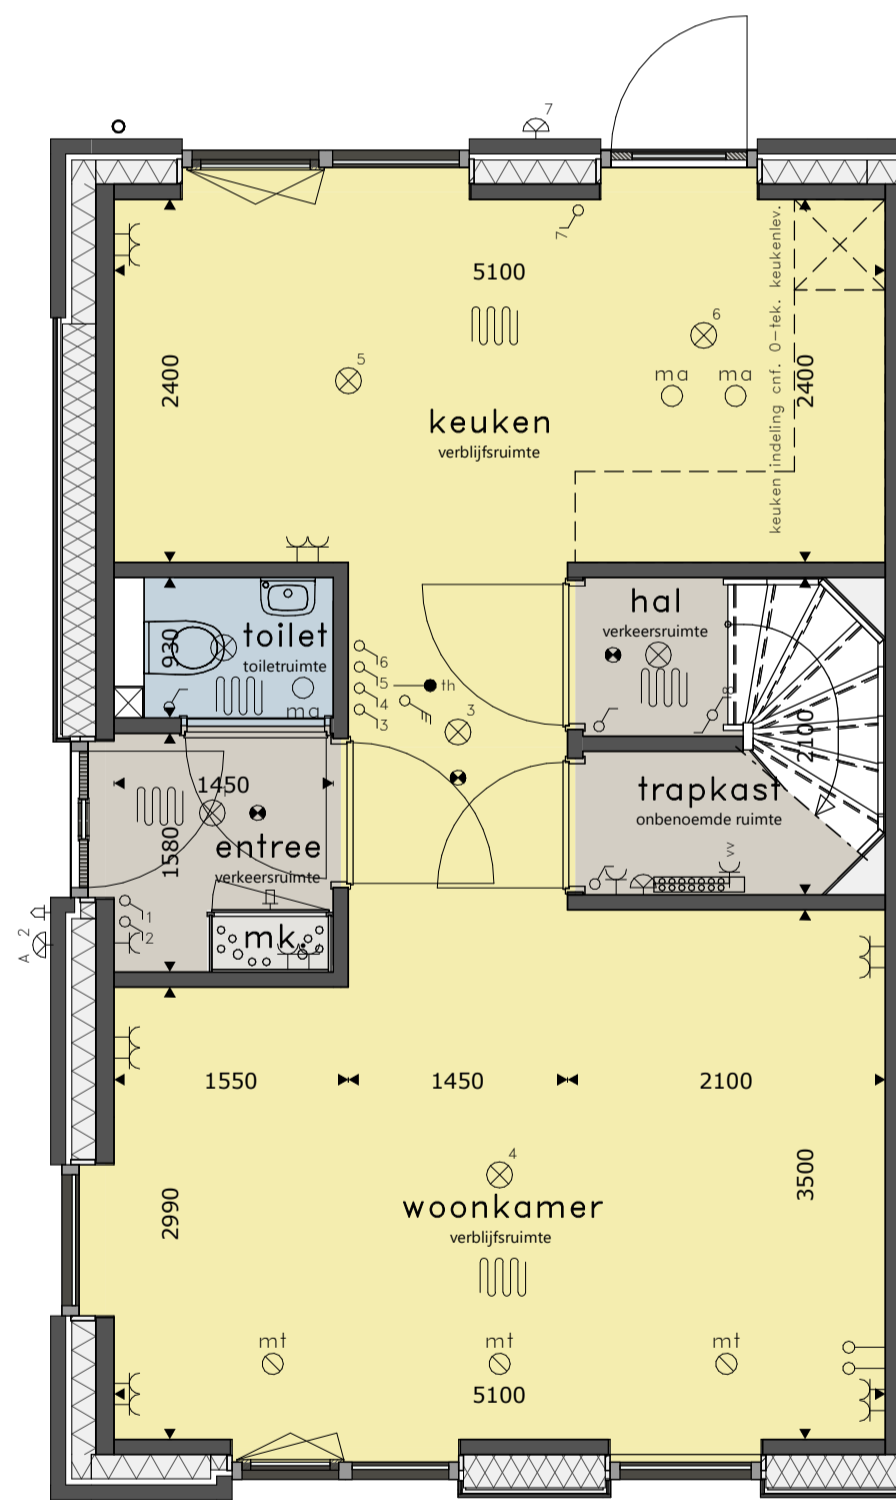 7
7
5100
keuken indeling cnf. 0-tek. keukenlev.
6
5
2400
ma
ma
2400
keuken
verblijfsruimte
hal
verkeersruimte
toilet
toiletruimte
930
ma
6
5
4
3
th
3
2100
1450
1580
entree
verkeersruimte
trapkast
onbenoemde ruimte
vv
1
2
mk.
A
2
1550
1450
2100
4
3500
2990
woonkamer
verblijfsruimte
mt
mt
mt
5100